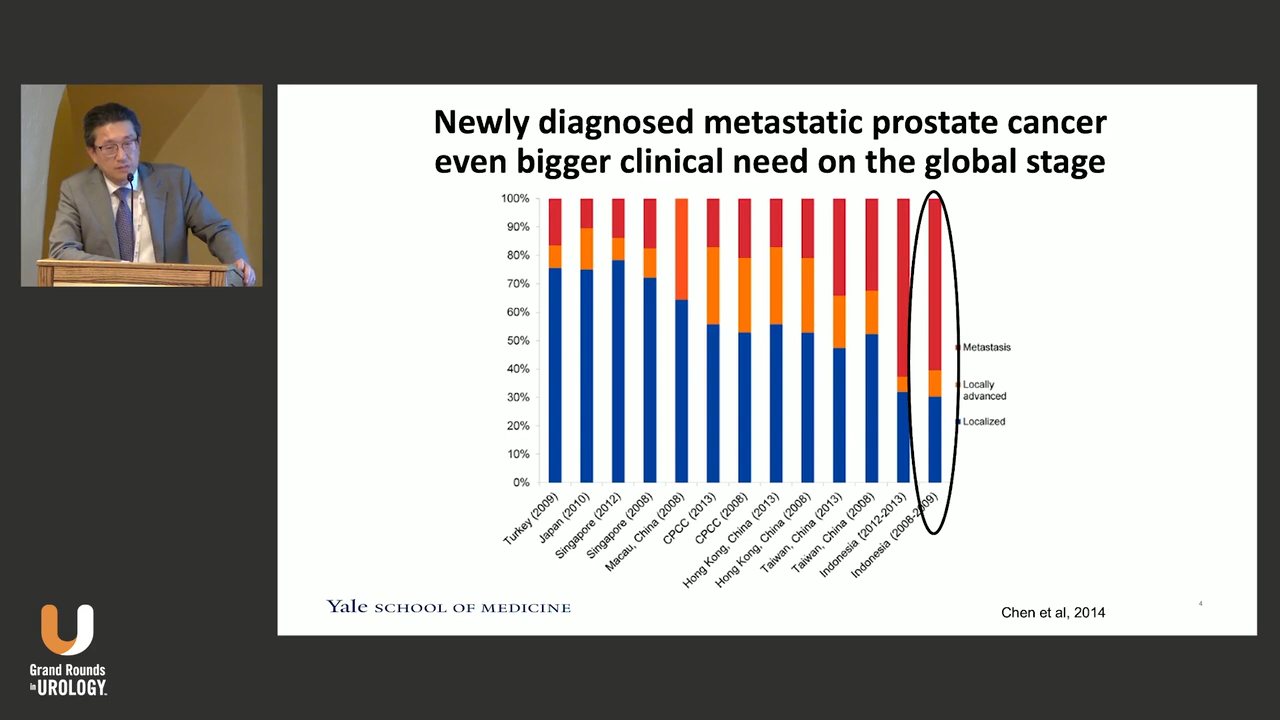 Newly diagnosed metastatic prostate cancer
even bigger clinical need on the global stage
100%
90%
80%
70%
60%
50%
40%
30%
20%
10%
0%
Metastasis
Locally
advanced
Localized
Turkey (2009)
Japan (2010)
Singapore (2012)
Singapore (2008)
Macau, China (2008)
CPCC (2013)
CPCC (2008)
Hong Kong, China (2013)
Hong Kong, China (2008)
Taiwan, China (2013)
Taiwan, China (2008)
Indonesia (2012-2013)
Indonesia (2008-2009)
Yale SCHOOL OF MEDICINE
Chen et al, 2014
4
Grand Rounds
in UROLOGY